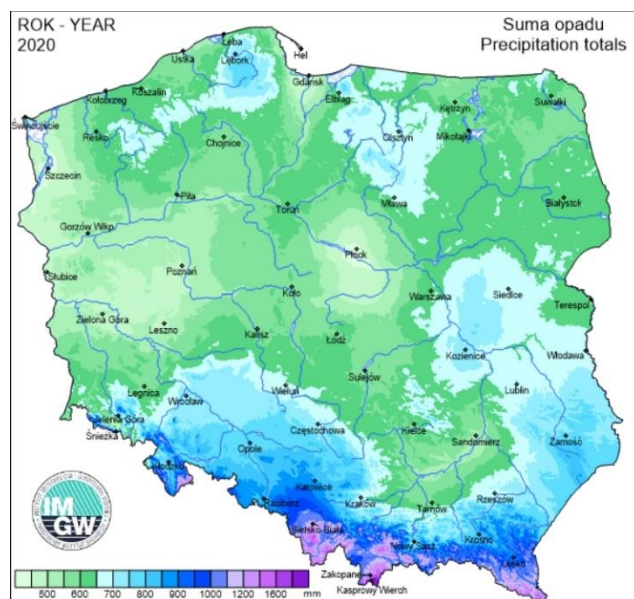 ROK - YEAR
2020
Suma opadu
Precipitation totals
Łeba
Hel
Ustka
Lębork
Gdańsk
Koszalin
Elbląg
Kołobrzeg
Kętrzyn
Suwałki
Świnoujście
Resko
Chojnice
Olsztyn
Mikołajki
Szczecin
Piła
Toruń
Mława
Białystok
Gorzów Wlkp.
Płock
Słubice
Poznań
Koło
Warszawa
Siedlce
Terespol
Zielona Góra
Leszno
Kalisz
Łódź
Kozienice
Włodawa
Sulejów
Legnica
Wrocław
Wieluń
Lublin
Jelenia Góra
Śnieżka
Częstochowa
Kielce
Sandomierz
Zamość
Opole
Kłodzko
Katowice
Racibórz
Kraków
Tarnów
Rzeszów
Bielsko Biała
Nowy Sącz
Krosno
Lesko
Zakopane
Kasprowy Wierch
IM
GW
500 600 700 800 900 1000 1200 1600 mm